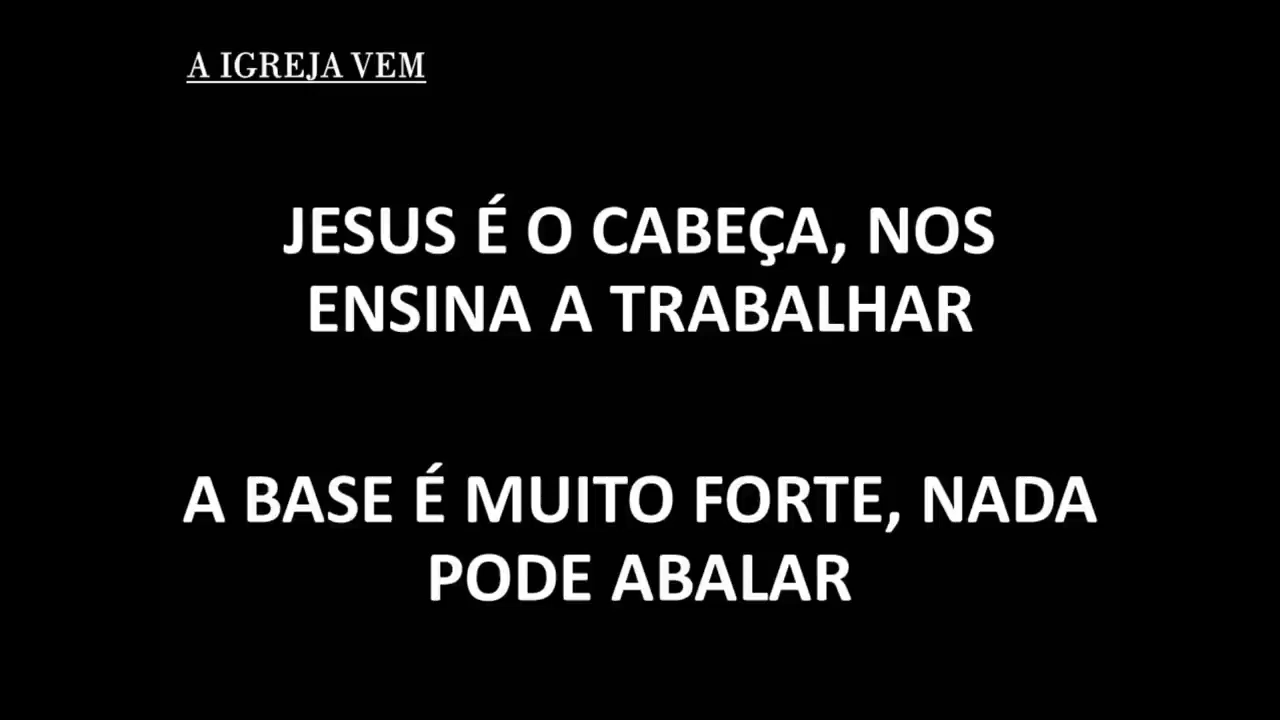 A IGREJA VEM
JESUS É O CABEÇA, NOS
ENSINA A TRABALHAR
A BASE É MUITO FORTE, NADA
PODE ABALAR